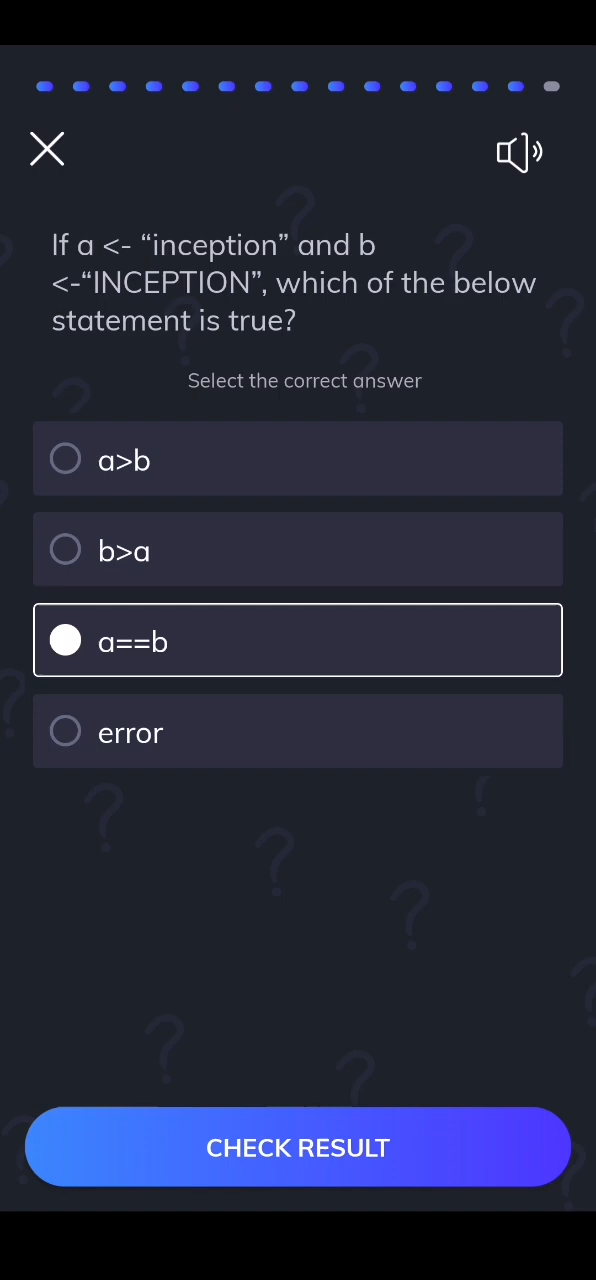 If a <- “inception” and b
<-“INCEPTION”, which of the below
statement is true?
Select the correct answer
a>b
b>a
a==b
error
CHECK RESULT